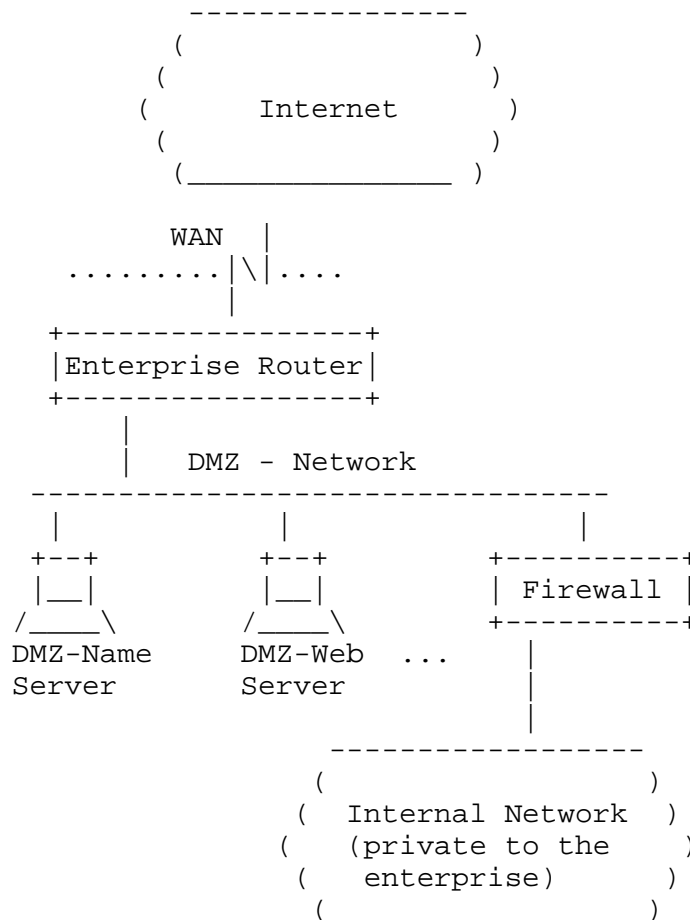 Internet
WAN
Enterprise Router
DMZ - Network
Firewall
DMZ-Name DMZ-Web ...
Server Server
Internal Network
(private to the
enterprise)